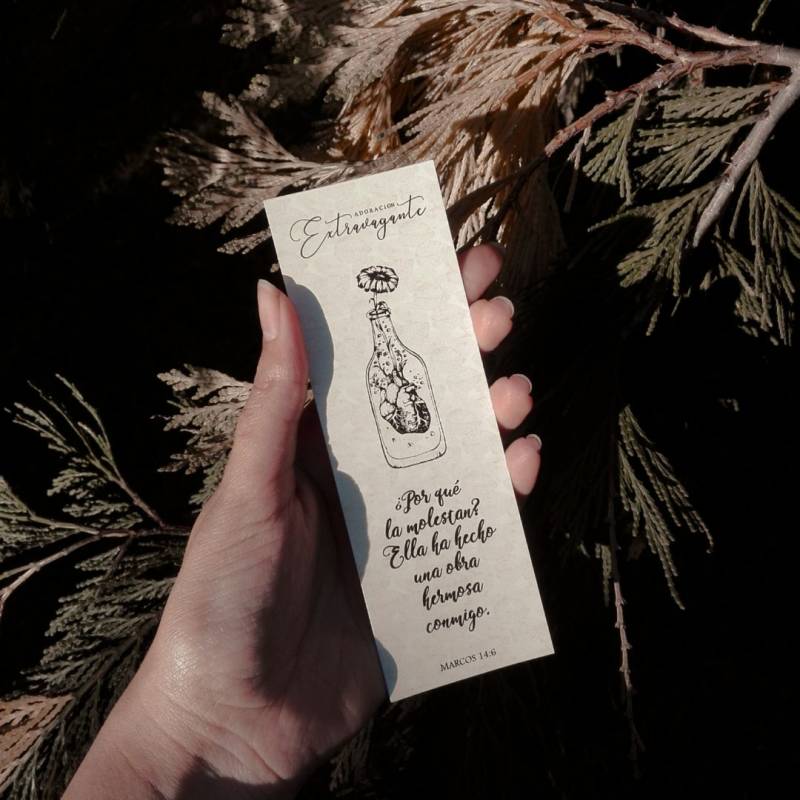 ADORACIÓN
Extravagante
¿Por qué
la molestan?
Ella ha hecho
una obra
hermosa
conmigo.
MARCOS 14:6